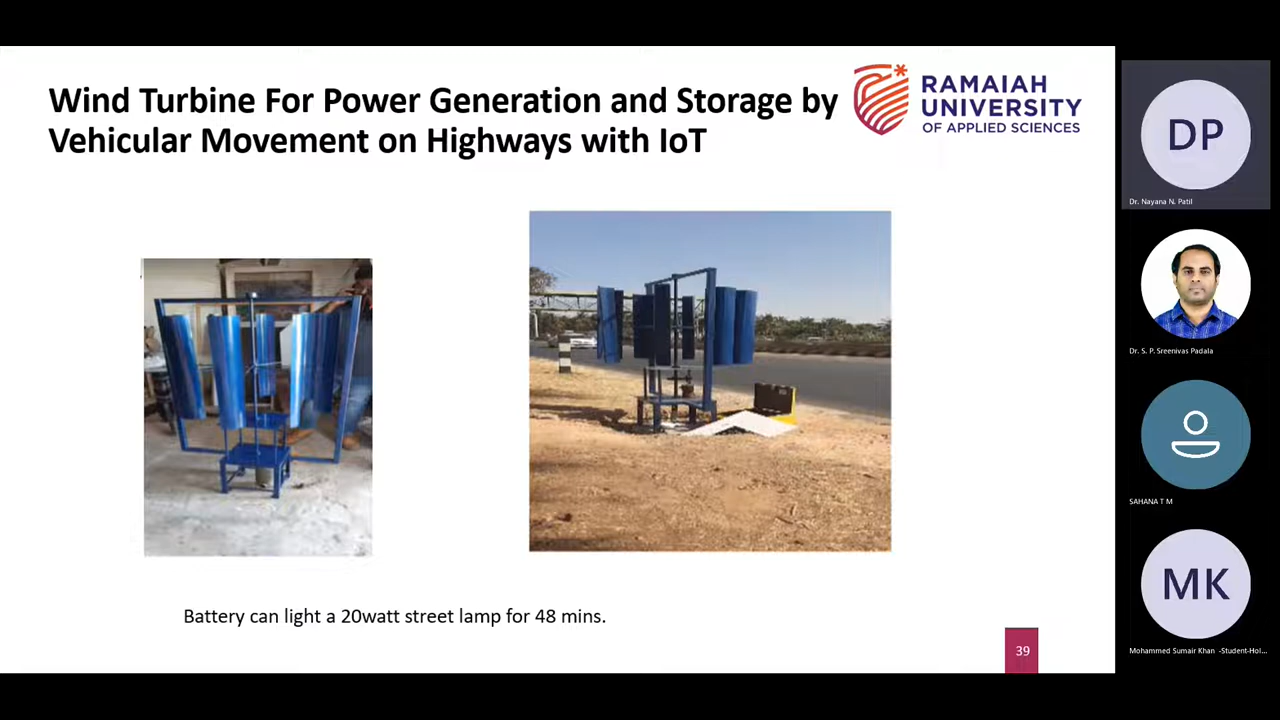 Wind Turbine For Power Generation and Storage by
Vehicular Movement on Highways with IoT
RAMAIAH
UNIVERSITY
OF APPLIED SCIENCES
Battery can light a 20watt street lamp for 48 mins.
39
DP
Dr. Nayana N. Patil
Dr. S. P. Sreenivas Padala
SAHANA T M
MK
Mohammed Sumair Khan -Student-Hol...